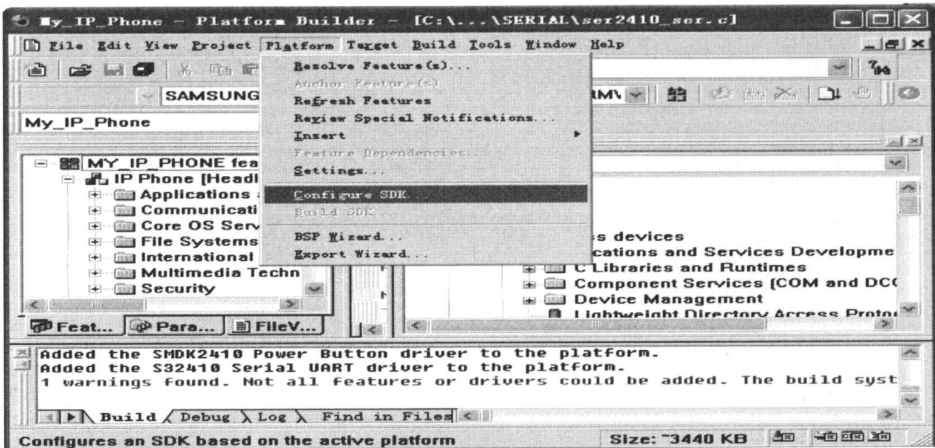 My_IP_Phone - Platform Builder - [C:\...\SERIAL\ser2410_ser.c]
File Edit View Project Platform Target Build Tools Window Help
Resolve Feature(s)...
Anchor Feature(s)
SAMSUNG
Refresh Features
My_IP_Phone
Review Special Notifications...
Insert
Feature Dependencies
Settings...
Configure SDK...
Build SDK...
BSP Wizard...
Export Wizard...
MY_IP_PHONE fea
IP Phone [Headl
Applications
Communicati
Core OS Serv
File Systems
International
Multimedia Techn
Security
s devices
cations and Services Developme
C Libraries and Runtimes
Component Services (COM and DCO
Device Management
Lightweight Directory Access Proto
Feat... Para... FileV...
Added the SMDK2410 Power Button driver to the platform.
Added the S32410 Serial UART driver to the platform.
1 warnings found. Not all features or drivers could be added. The build syst
Build Debug Log Find in Files
Configures an SDK based on the active platform Size: ~3440 KB